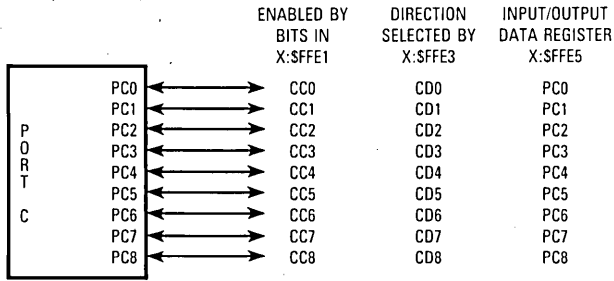 ENABLED BY BITS IN X:$FFE1
DIRECTION SELECTED BY X:$FFE3
INPUT/OUTPUT DATA REGISTER X:$FFE5
PORT C
PC0 CC0 CD0 PC0
PC1 CC1 CD1 PC1
PC2 CC2 CD2 PC2
PC3 CC3 CD3 PC3
PC4 CC4 CD4 PC4
PC5 CC5 CD5 PC5
PC6 CC6 CD6 PC6
PC7 CC7 CD7 PC7
PC8 CC8 CD8 PC8